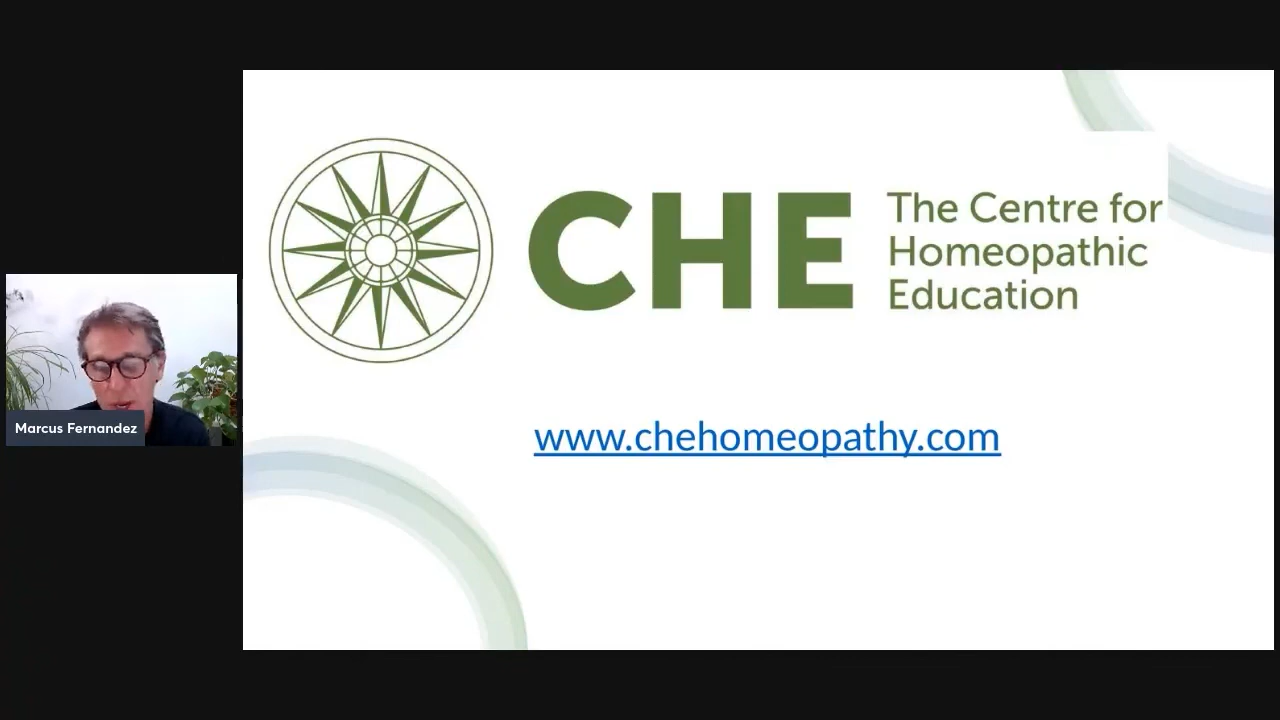 CHE
The Centre for
Homeopathic
Education
www.chehomeopathy.com
Marcus Fernandez